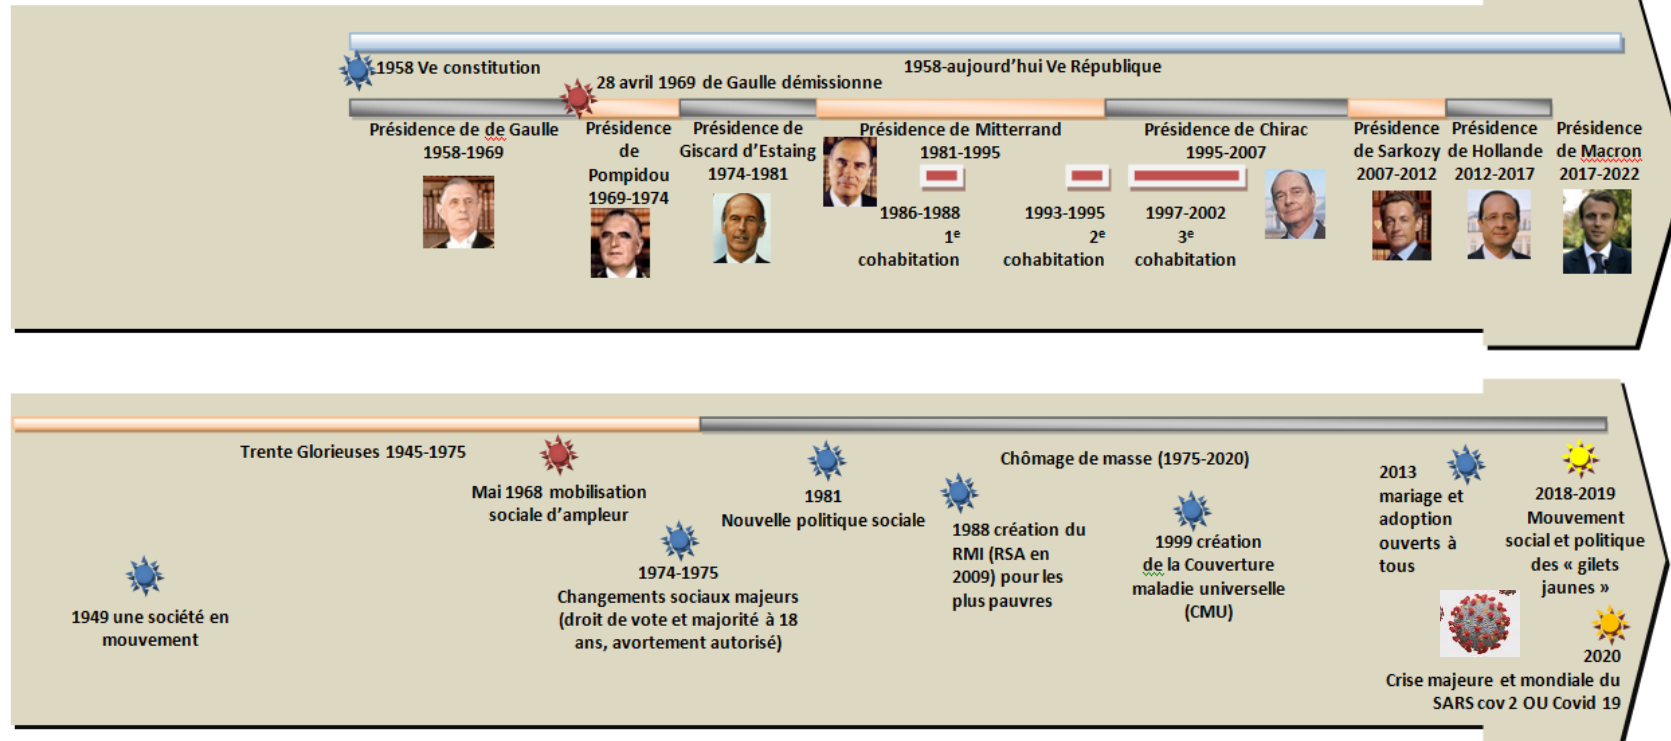 1958 Ve constitution
1958-aujourd'hui Ve République
28 avril 1969 de Gaulle démissionne
Présidence de de Gaulle
1958-1969
Présidence
de
Pompidou
1969-1974
Présidence de
Giscard d'Estaing
1974-1981
Présidence de Mitterrand
1981-1995
1986-1988
1e
cohabitation
1993-1995
2e
cohabitation
Présidence de Chirac
1995-2007
1997-2002
3e
cohabitation
Présidence
de Sarkozy
2007-2012
Présidence
de Hollande
2012-2017
Présidence
de Macron
2017-2022
Trente Glorieuses 1945-1975
Chômage de masse (1975-2020)
1949 une société en
mouvement
Mai 1968 mobilisation
sociale d'ampleur
1974-1975
Changements sociaux majeurs
(droit de vote et majorité à 18
ans, avortement autorisé)
1981
Nouvelle politique sociale
1988 création du
RMI (RSA en
2009) pour les
plus pauvres
1999 création
de la Couverture
maladie universelle
(CMU)
2013
mariage et
adoption
ouverts à
tous
2018-2019
Mouvement
social et politique
des « gilets
jaunes »
2020
Crise majeure et mondiale du
SARS cov 2 OU Covid 19